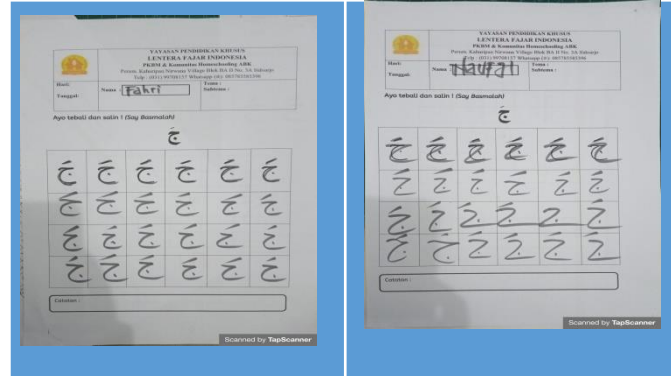 YAYASAN PENDIDIKAN KHUSUS
LENTERA FAJAR INDONESIA
PKBM & Komunitas Homeschooling ABK
Hari:
Tanggal:
Nama :
Fahri
Tema :
Subtema :
Ayo tebali dan salin ! (Say Basmalah)
جَ
جَ جَ جَ جَ جَ جَ
جَ جَ جَ جَ جَ جَ
جَ جَ جَ جَ جَ جَ
جَ جَ جَ جَ جَ جَ
Catatan :
Scanned by TapScanner
YAYASAN PENDIDIKAN KHUSUS
LENTERA FAJAR INDONESIA
PKBM & Komunitas Homeschooling ABK
Hari:
Tanggal:
Nama
Naufal
Tema :
Subtema :
Ayo tebali dan salin ! (Say Basmalah)
جَ
جَ جَ جَ جَ جَ جَ
جَ جَ جَ جَ جَ جَ
جَ جَ جَ جَ جَ جَ
جَ جَ جَ جَ جَ جَ
Catatan :
Scanned by TapScanner